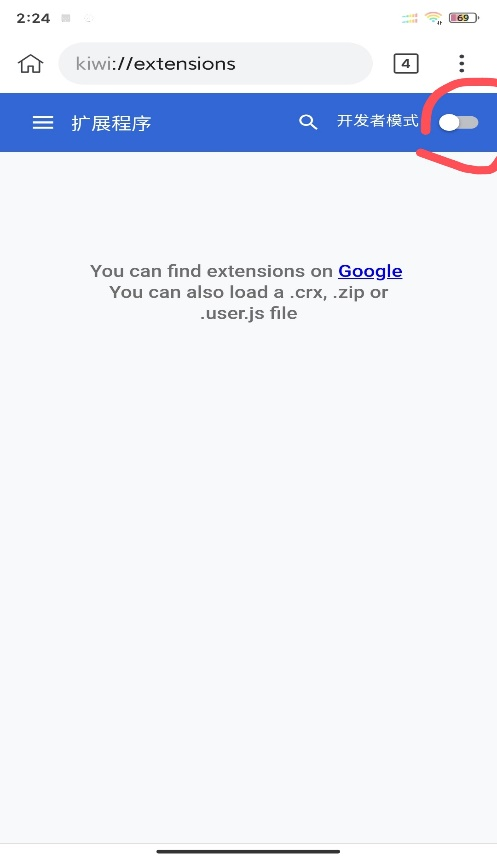 2:24
69
kiwi://extensions
4
扩展程序
开发者模式
You can find extensions on Google
You can also load a .crx, .zip or
.user.js file